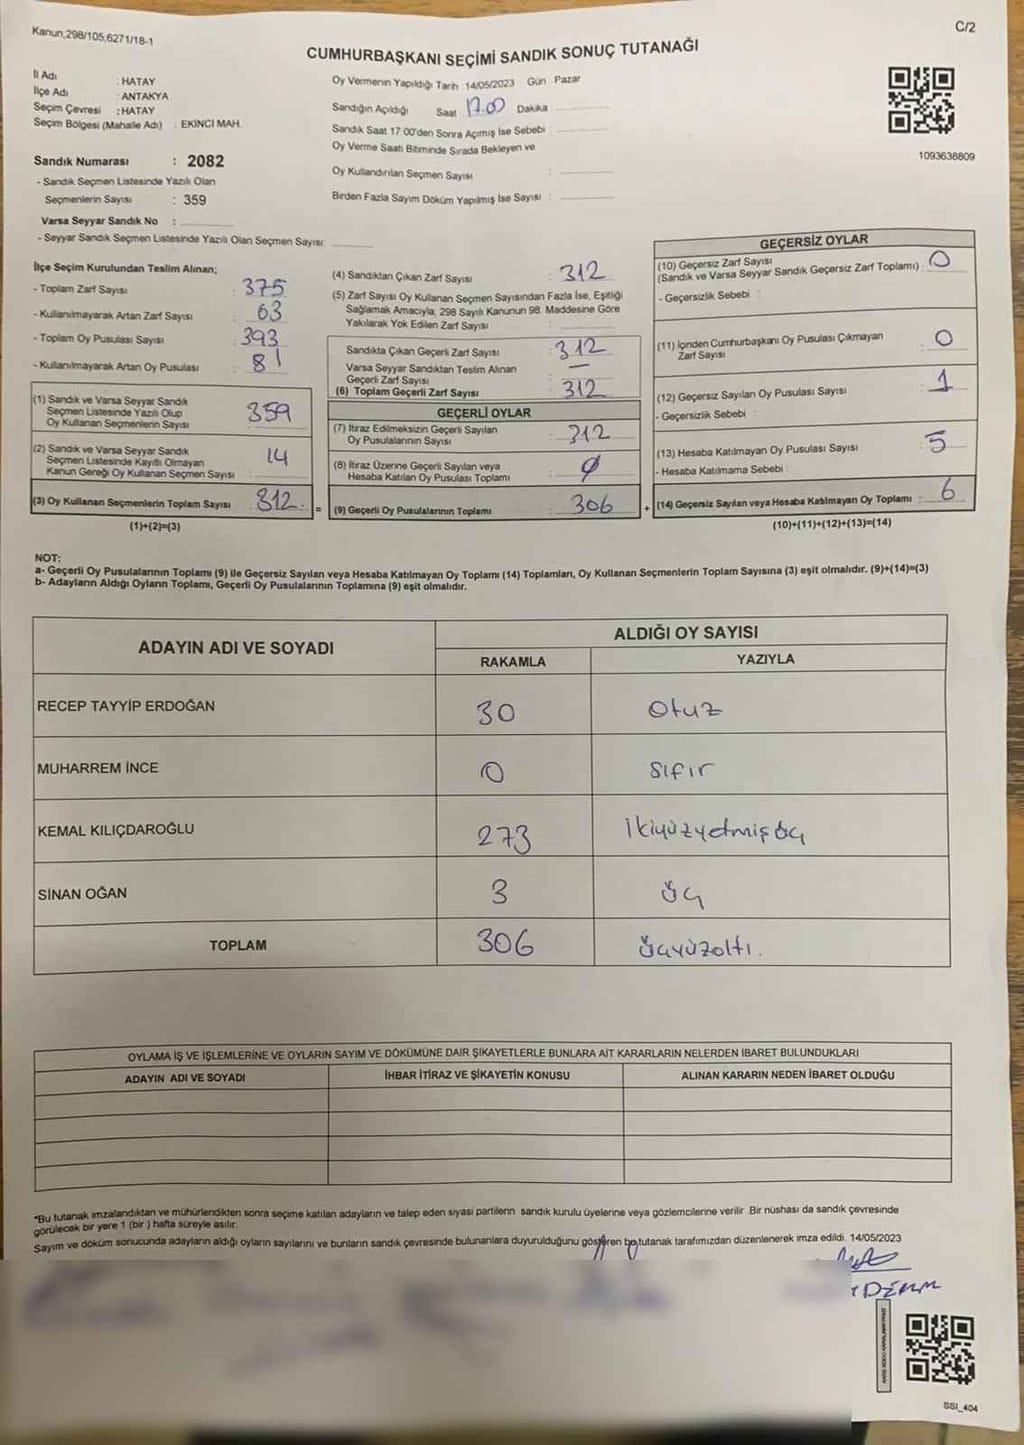 Kanun,298/105,6271/18-1
C/2
CUMHURBAŞKANI SEÇİMİ SANDIK SONUÇ TUTANAĞI
İl Adı : HATAY
İlçe Adı : ANTAKYA
Seçim Çevresi : HATAY
Seçim Bölgesi (Mahalle Adı) : EKİNCİ MAH.
Sandık Numarası : 2082
- Sandık Seçmen Listesinde Yazılı Olan
Seçmenlerin Sayısı : 359
Varsa Seyyar Sandık No :
- Seyyar Sandık Seçmen Listesinde Yazılı Olan Seçmen Sayısı:
Oy Vermenin Yapıldığı Tarih 14/05/2023 Gün : Pazar
Sandığın Açıldığı Saat 17.00 Dakika
Sandık Saat 17 00'den Sonra Açmış İse Sebebi :
Oy Verme Saati Bitiminde Sırada Bekleyen ve
Oy Kullandırılan Seçmen Sayısı :
Birden Fazla Sayım Döküm Yapılmış İse Sayısı :
1093638809
İlçe Seçim Kurulundan Teslim Alınan;
- Toplam Zarf Sayısı : 375
- Kullanılmayarak Artan Zarf Sayısı : 63
- Toplam Oy Pusulası Sayısı : 393
- Kullanılmayarak Artan Oy Pusulası : 81
(1) Sandık ve Varsa Seyyar Sandık
Seçmen Listesinde Yazılı Olup
Oy Kullanan Seçmenlerin Sayısı : 359
(2) Sandık ve Varsa Seyyar Sandık
Seçmen Listesinde Kayıtlı Olmayan
Kanun Gereği Oy Kullanan Seçmen Sayısı : 14
(3) Oy Kullanan Seçmenlerin Toplam Sayısı : 312.
(1)+(2)=(3)
(4) Sandıktan Çıkan Zarf Sayısı : 312
(5) Zarf Sayısı Oy Kullanan Seçmen Sayısından Fazla İse, Eşitliği
Sağlamak Amacıyla; 298 Sayılı Kanunun 98. Maddesine Göre
Yakılarak Yok Edilen Zarf Sayısı :
Sandıkta Çıkan Geçerli Zarf Sayısı : 312
Varsa Seyyar Sandıktan Teslim Alınan
Geçerli Zarf Sayısı : —
(6) Toplam Geçerli Zarf Sayısı : 312
GEÇERLİ OYLAR
(7) İtiraz Edilmeksizin Geçerli Sayılan
Oy Pusulalarının Sayısı : 312
(8) İtiraz Üzerine Geçerli Sayılan veya
Hesaba Katılan Oy Pusulası Toplamı : 0
= (9) Geçerli Oy Pusulalarının Toplamı : 306
GEÇERSİZ OYLAR
(10) Geçersiz Zarf Sayısı
(Sandık ve Varsa Seyyar Sandık Geçersiz Zarf Toplamı) : 0
- Geçersizlik Sebebi :
(11) İçinden Cumhurbaşkanı Oy Pusulası Çıkmayan
Zarf Sayısı : 0
(12) Geçersiz Sayılan Oy Pusulası Sayısı : 1
- Geçersizlik Sebebi :
(13) Hesaba Katılmayan Oy Pusulası Sayısı : 5
- Hesaba Katılmama Sebebi :
+ (14) Geçersiz Sayılan veya Hesaba Katılmayan Oy Toplamı : 6
(10)+(11)+(12)+(13)=(14)
NOT:
a- Geçerli Oy Pusulalarının Toplamı (9) ile Geçersiz Sayılan veya Hesaba Katılmayan Oy Toplamı (14) Toplamları, Oy Kullanan Seçmenlerin Toplam Sayısına (3) eşit olmalıdır. (9)+(14)=(3)
b- Adayların Aldığı Oyların Toplamı, Geçerli Oy Pusulalarının Toplamına (9) eşit olmalıdır.
ADAYIN ADI VE SOYADI
ALDIĞI OY SAYISI
RAKAMLA YAZIYLA
RECEP TAYYİP ERDOĞAN 30 otuz
MUHARREM İNCE 0 sıfır
KEMAL KILIÇDAROĞLU 273 ikiyüzyetmişüç
SİNAN OĞAN 3 üç
TOPLAM 306 üçyüzaltı.
OYLAMA İŞ VE İŞLEMLERİNE VE OYLARIN SAYIM VE DÖKÜMÜNE DAİR ŞİKAYETLERLE BUNLARA AİT KARARLARIN NELERDEN İBARET BULUNDUKLARI
ADAYIN ADI VE SOYADI İHBAR İTİRAZ VE ŞİKAYETİN KONUSU ALINAN KARARIN NEDEN İBARET OLDUĞU
*Bu tutanak imzalandıktan ve mühürlendikten sonra seçime katılan adayların ve talep eden siyasi partilerin sandık kurulu üyelerine veya gözlemcilerine verilir. Bir nüshası da sandık çevresinde
görülecek bir yere 1 (bir ) hafta süreyle asılır.
Sayım ve döküm sonucunda adayların aldığı oyların sayılarını ve bunların sandık çevresinde bulunanlara duyurulduğunu gösteren bu tutanak tarafımızdan düzenlenerek imza edildi. 14/05/2023
SSI_404